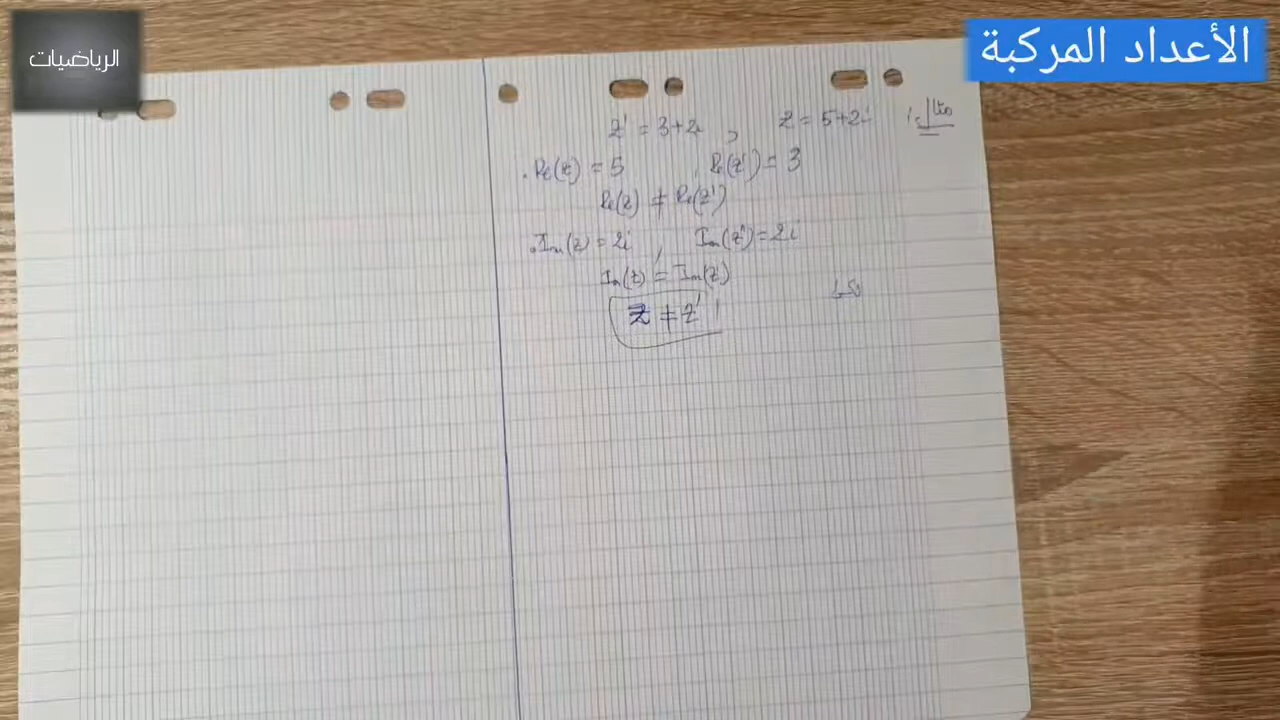 الرياضيات
الأعداد المركبة
مثال 1
z = 5+2i , z' = 3+2i
. Re(z) = 5 , Re(z') = 3
Re(z) ≠ Re(z')
. Im(z) = 2i , Im(z') = 2i
Im(z) = Im(z)
z ≠ z'